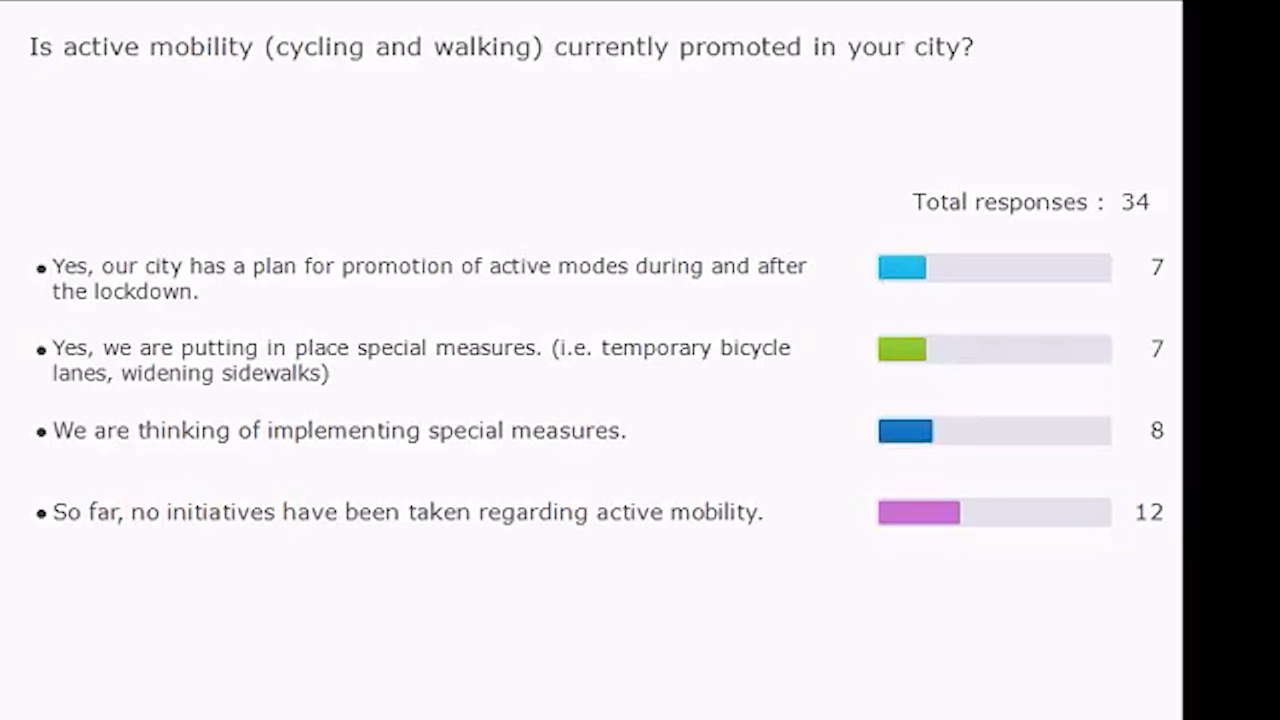 Is active mobility (cycling and walking) currently promoted in your city?
Total responses : 34
• Yes, our city has a plan for promotion of active modes during and after
the lockdown.
7
• Yes, we are putting in place special measures. (i.e. temporary bicycle
lanes, widening sidewalks)
7
• We are thinking of implementing special measures.
8
• So far, no initiatives have been taken regarding active mobility.
12